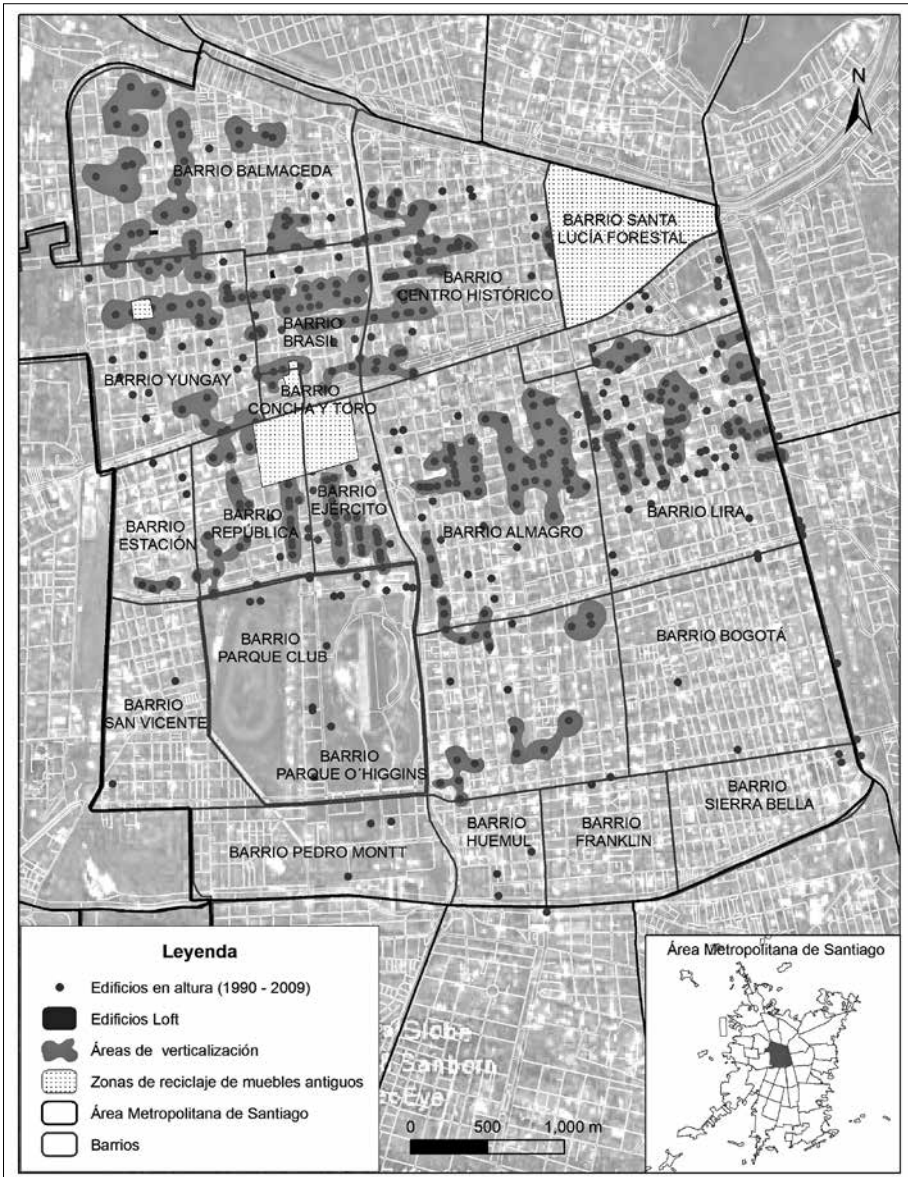 N
BARRIO BALMACEDA
BARRIO SANTA
LUCÍA FORESTAL
BARRIO
CENTRO HISTÓRICO
BARRIO
BRASIL
BARRIO YUNGAY
BARRIO
CONCHA Y TORO
BARRIO
ESTACIÓN
BARRIO
REPÚBLICA
BARRIO
EJÉRCITO
BARRIO ALMAGRO
BARRIO LIRA
BARRIO
PARQUE CLUB
BARRIO BOGOTÁ
BARRIO
SAN VICENTE
BARRIO
PARQUE O´HIGGINS
BARRIO
SIERRA BELLA
BARRIO
HUEMUL
BARRIO
FRANKLIN
BARRIO PEDRO MONTT
Leyenda
Edificios en altura (1990 - 2009)
Edificios Loft
Áreas de verticalización
Zonas de reciclaje de muebles antiguos
Área Metropolitana de Santiago
Barrios
0 500 1,000 m
Área Metropolitana de Santiago